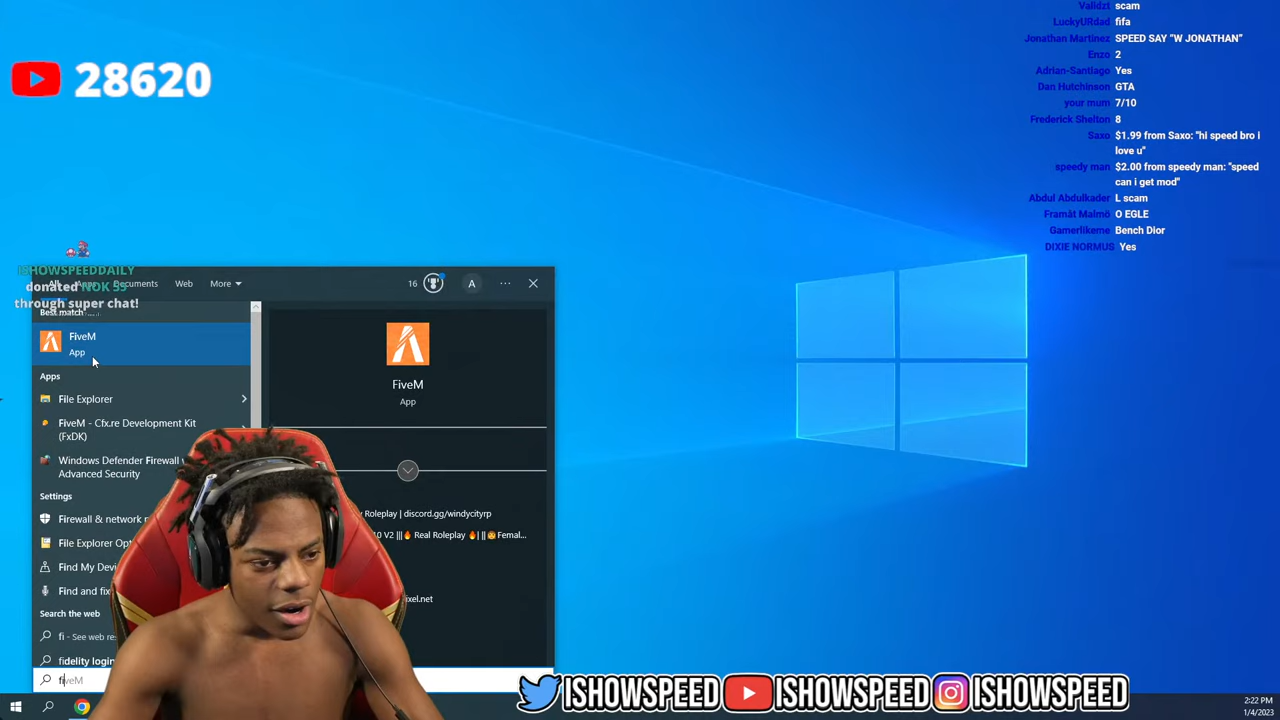 28620
Validzt scam
LuckyURdad fifa
Jonathan Martinez SPEED SAY "W JONATHAN"
Enzo 2
Adrian-Santiago Yes
Dan Hutchinson GTA
your mum 7/10
Frederick Shelton 8
Saxo $1.99 from Saxo: "hi speed bro i
love u"
speedy man $2.00 from speedy man: "speed
can i get mod"
Abdul Abdulkader L scam
Framåt Malmö O EGLE
Gamerlikeme Bench Dior
DIXIE NORMUS Yes
ISHOWSPEEDDAILY
donated NOK 55
through super chat!
All Apps Documents Web More 16 A
Best match
FiveM
App
Apps
File Explorer
FiveM - Cfx.re Development Kit
(FxDK)
Windows Defender Firewall
Advanced Security
Settings
Firewall & network
File Explorer Opt
Find My Devi
Find and fix
Search the web
fi - See web re
fidelity login
fiveM
FiveM
App
Roleplay | discord.gg/windycityrp
10 V2 |||🔥 Real Roleplay 🔥| ||👩 Femal...
ixel.net
ISHOWSPEED ISHOWSPEED ISHOWSPEED
2:22 PM
1/4/2023